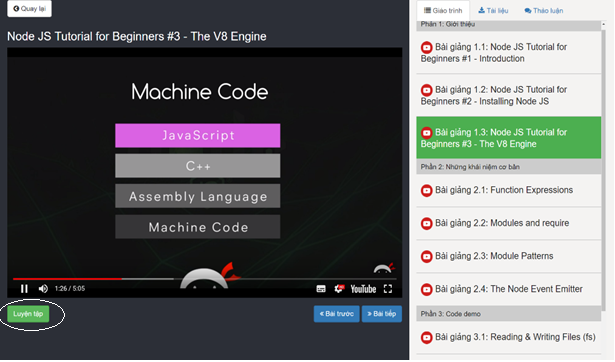 Quay lại
Node JS Tutorial for Beginners #3 - The V8 Engine
Machine Code
JavaScript
C++
Assembly Language
Machine Code
1:26 / 5:05
YouTube
Luyện tập
« Bài trước
» Bài tiếp
Giáo trình
Tài liệu
Thảo luận
Phần 1: Giới thiệu
Bài giảng 1.1: Node JS Tutorial for
Beginners #1 - Introduction
Bài giảng 1.2: Node JS Tutorial for
Beginners #2 - Installing Node JS
Bài giảng 1.3: Node JS Tutorial for
Beginners #3 - The V8 Engine
Phần 2: Những khái niệm cơ bản
Bài giảng 2.1: Function Expressions
Bài giảng 2.2: Modules and require
Bài giảng 2.3: Module Patterns
Bài giảng 2.4: The Node Event Emitter
Phần 3: Code demo
Bài giảng 3.1: Reading & Writing Files (fs)